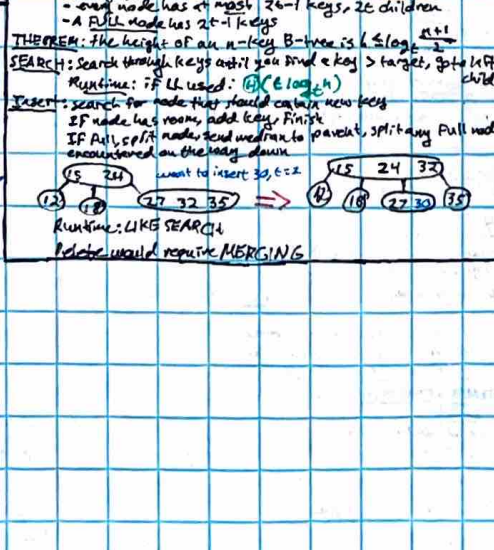 - every node has at most 2t-1 keys, 2t children
- A FULL node has 2t-1 keys
THEOREM: the height of an n-key B-tree is h ≤ log_t (n+1)/2
SEARCH: search through keys until you find a key > target, go to left child
Runtime: if LL used: Θ(t log_t n)
Insert: search for node that should contain new key
IF node has room, add key, Finish
IF Full, split node, send median to parent, split any Full node
encountered on the way down
15 24 want to insert 30, t=2 15 24 32
12 18 27 32 35 => 12 18 27 30 35
Runtime: LIKE SEARCH
Delete would require MERGING